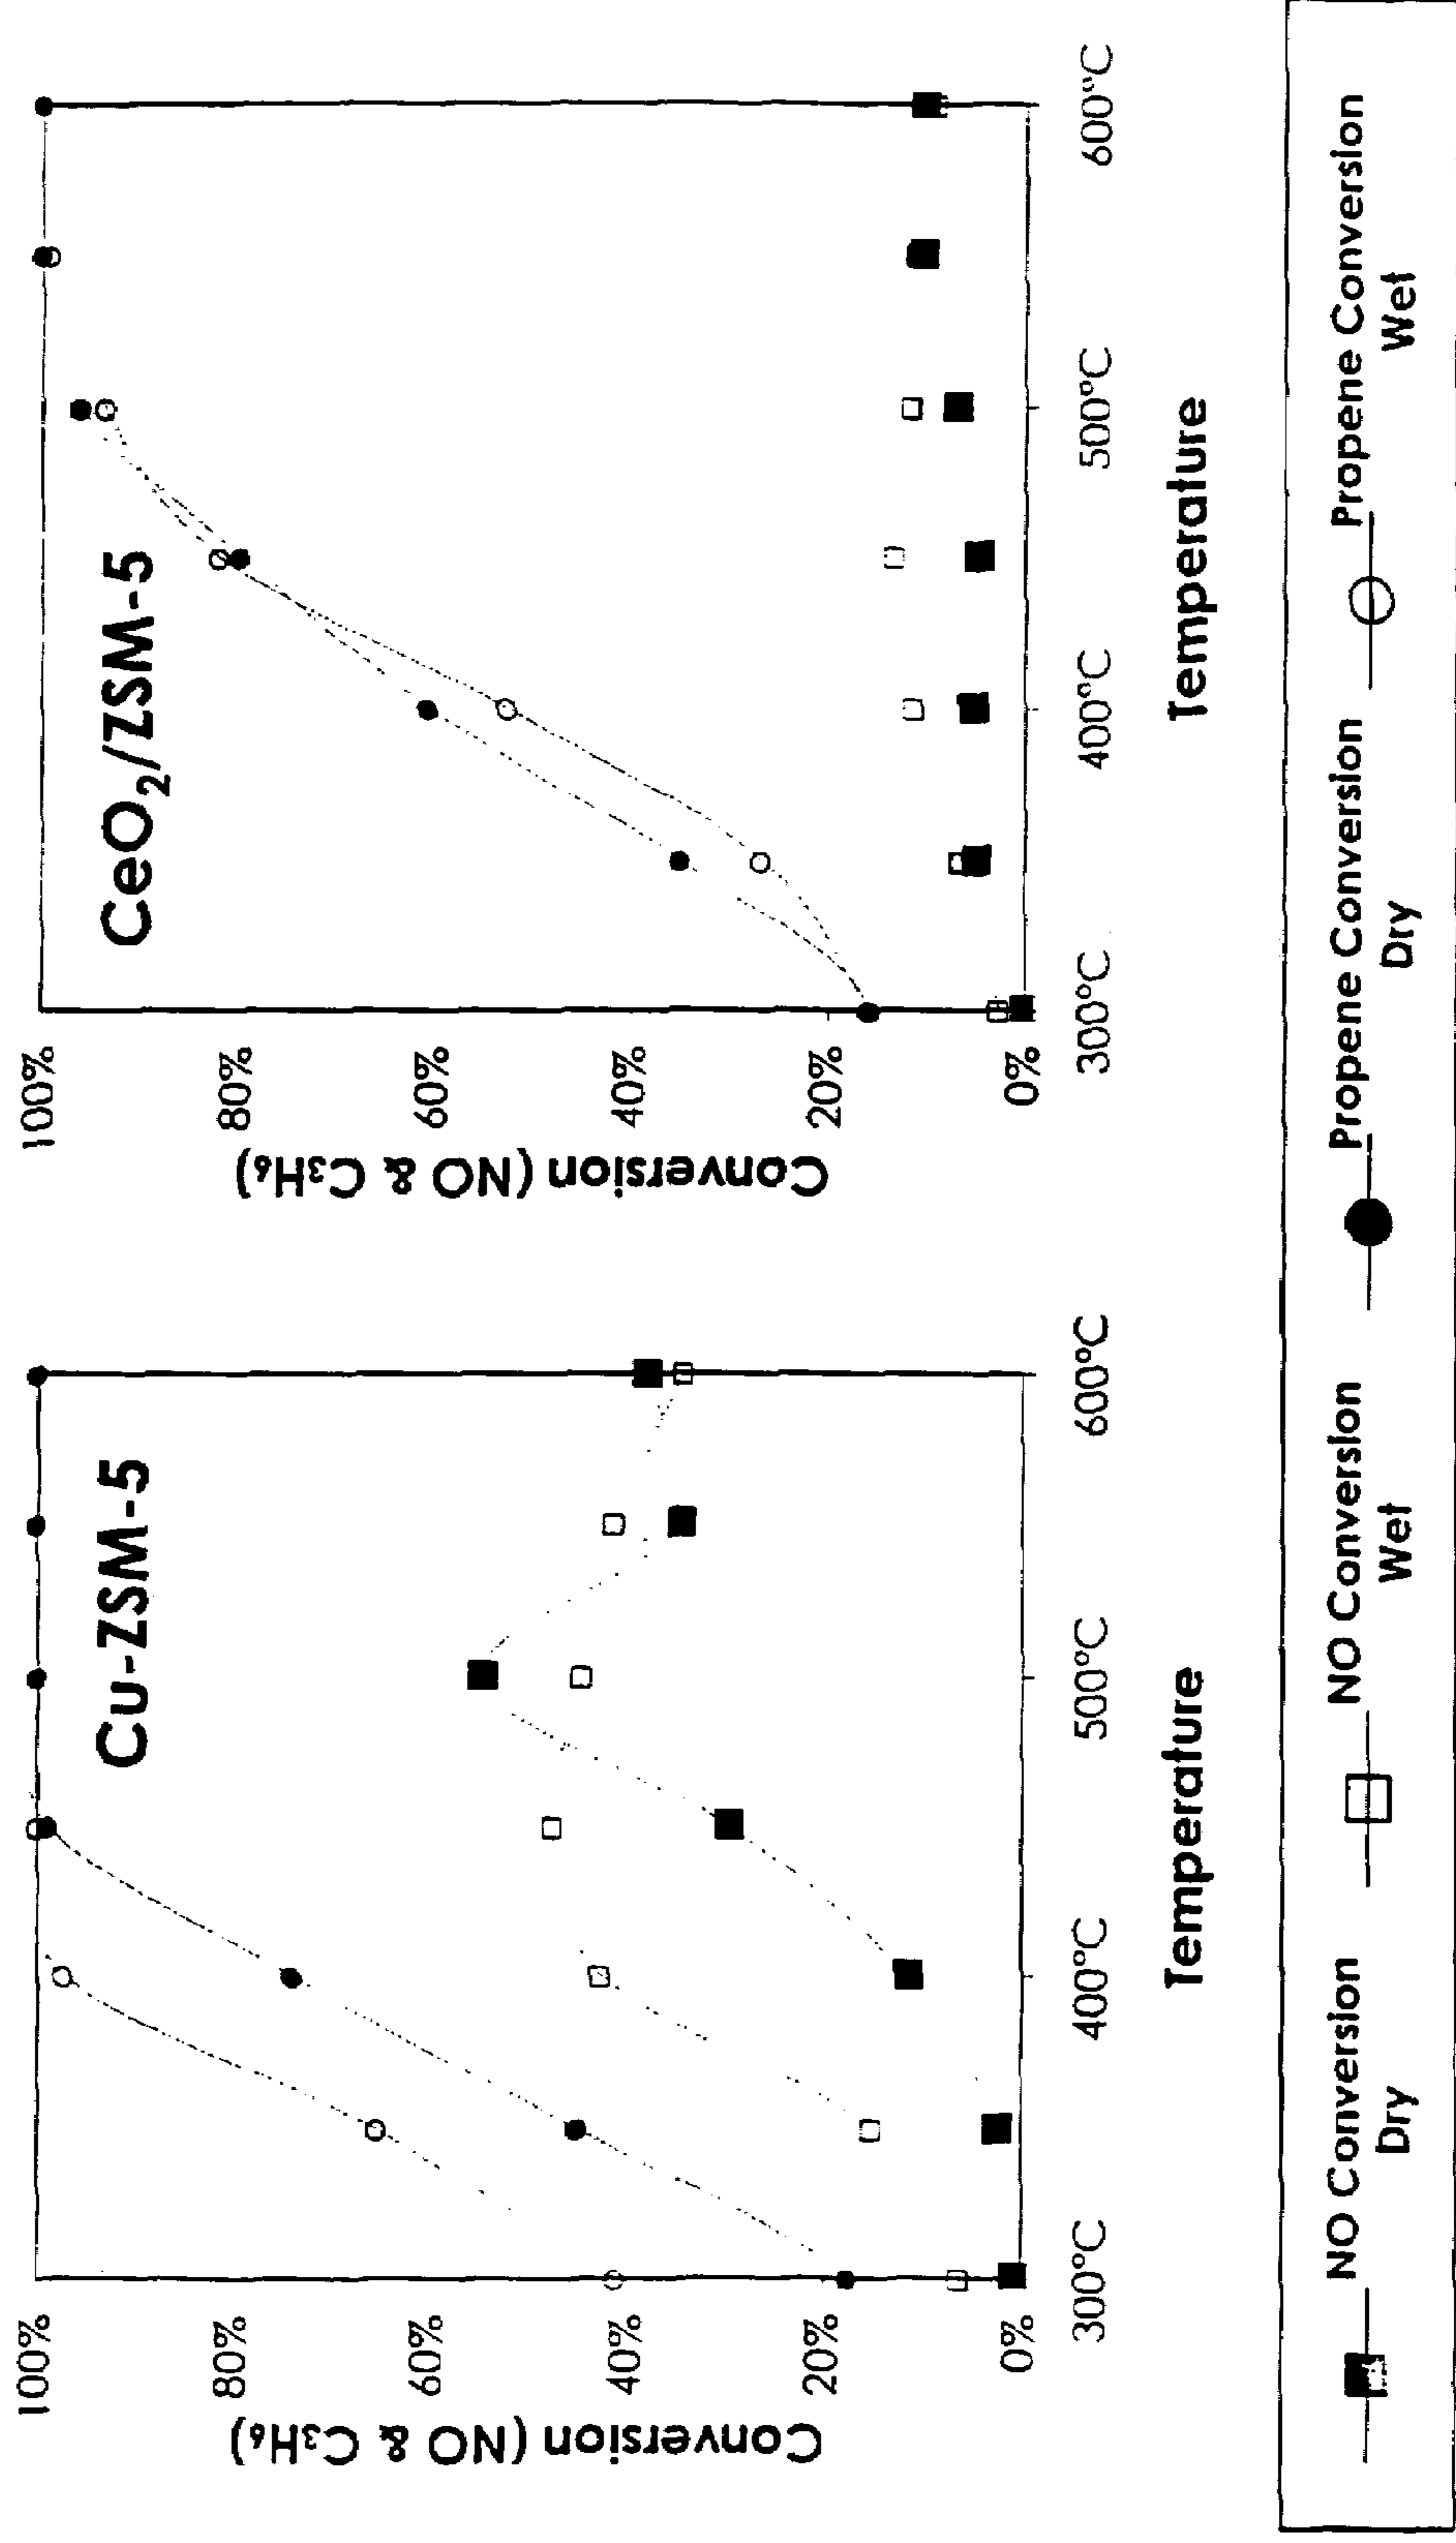 Cu-ZSM-5
Conversion (NO & C3H6)
100%
80%
60%
40%
20%
0%
300°C
400°C
500°C
600°C
Temperature
CeO₂/ZSM-5
Conversion (NO & C3H6)
100%
80%
60%
40%
20%
0%
300°C
400°C
500°C
600°C
Temperature
NO Conversion
Dry
NO Conversion
Wet
Propene Conversion
Dry
Propene Conversion
Wet